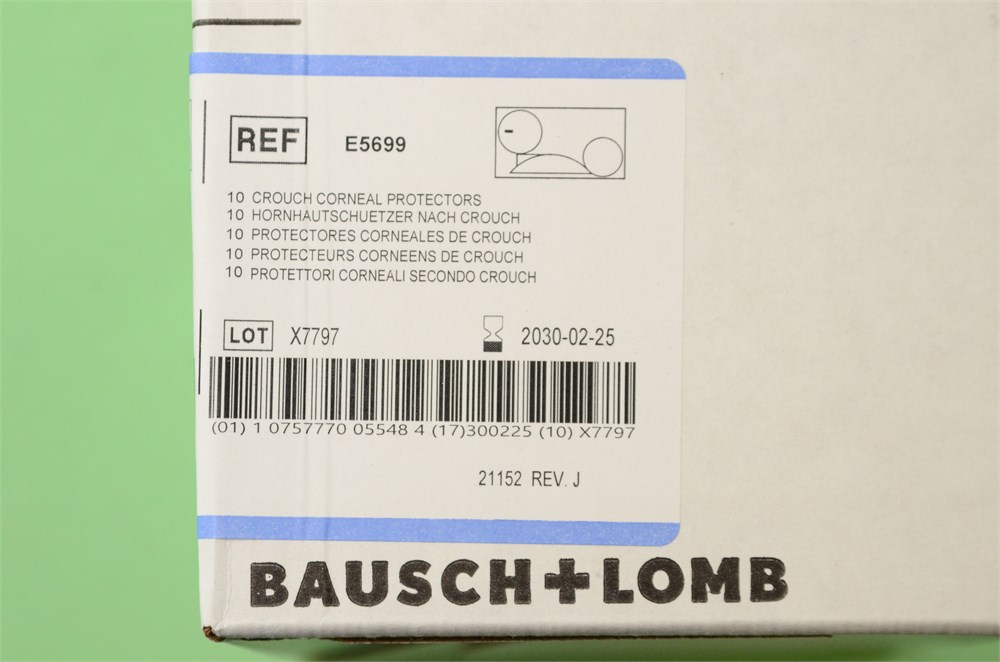 REF E5699
10 CROUCH CORNEAL PROTECTORS
10 HORNHAUTSCHUETZER NACH CROUCH
10 PROTECTORES CORNEALES DE CROUCH
10 PROTECTEURS CORNEENS DE CROUCH
10 PROTETTORI CORNEALI SECONDO CROUCH
LOT X7797 2030-02-25
(01) 1 0757770 05548 4 (17)300225 (10) X7797
21152 REV. J
BAUSCH+LOMB